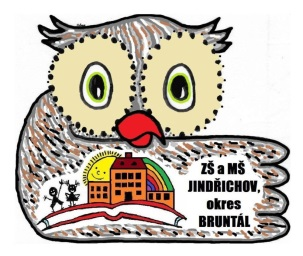 ZŠ a MŠ
JINDŘICHOV,
okres
BRUNTÁL